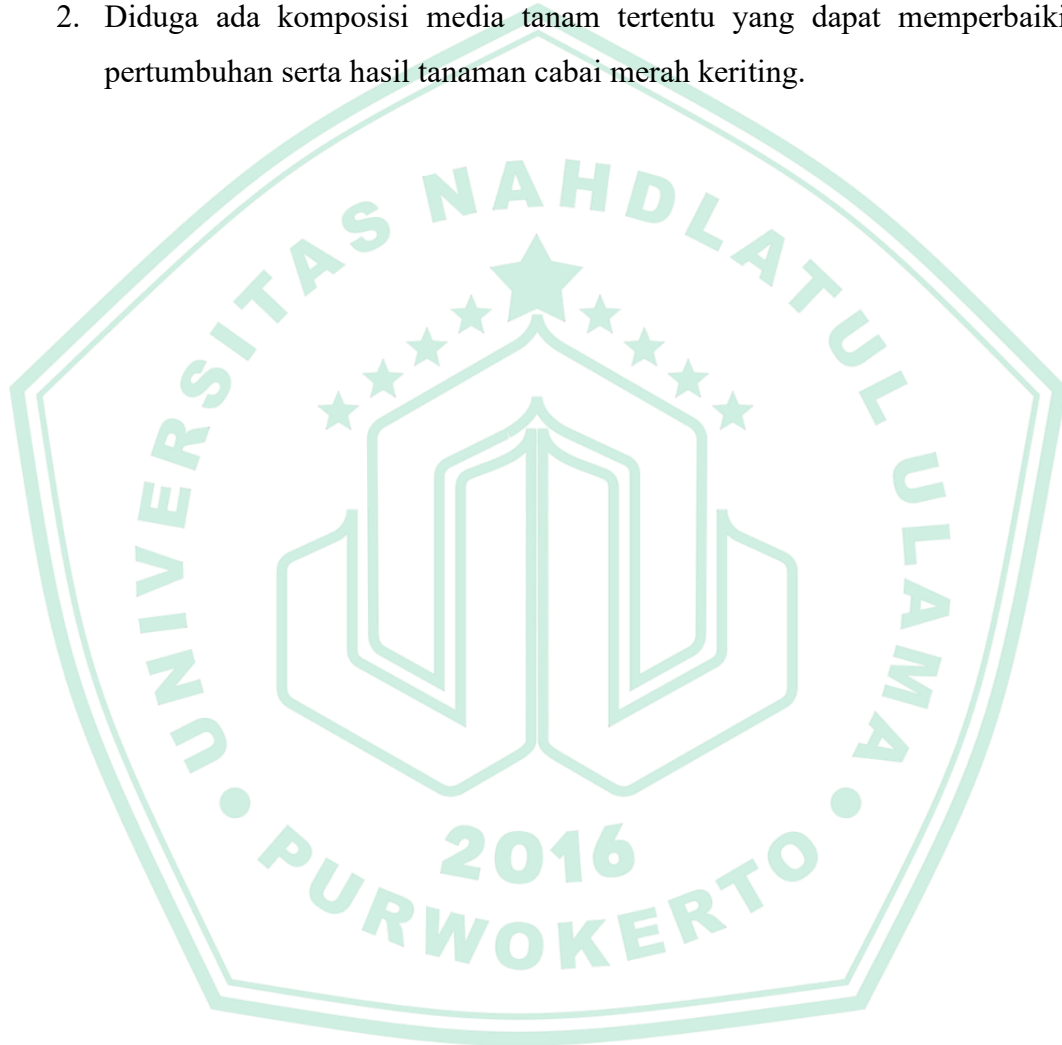 2. Diduga ada komposisi media tanam tertentu yang dapat memperbaiki
pertumbuhan serta hasil tanaman cabai merah keriting.
UNIVERSITAS NAHDLATUL ULAMA
2016
• PURWOKERTO •